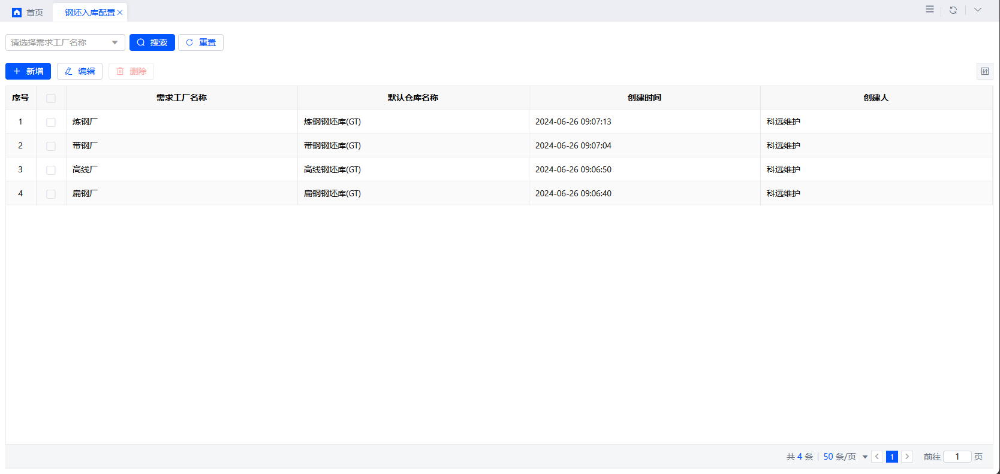 首页 钢坯入库配置
请选择需求工厂名称 搜索 重置
新增 编辑 删除
序号 需求工厂名称 默认仓库名称 创建时间 创建人
1 炼钢厂 炼钢钢坯库(GT) 2024-06-26 09:07:13 科远维护
2 带钢厂 带钢钢坯库(GT) 2024-06-26 09:07:04 科远维护
3 高线厂 高线钢坯库(GT) 2024-06-26 09:06:50 科远维护
4 扁钢厂 扁钢钢坯库(GT) 2024-06-26 09:06:40 科远维护
共 4 条 50 条/页 1 前往 1 页